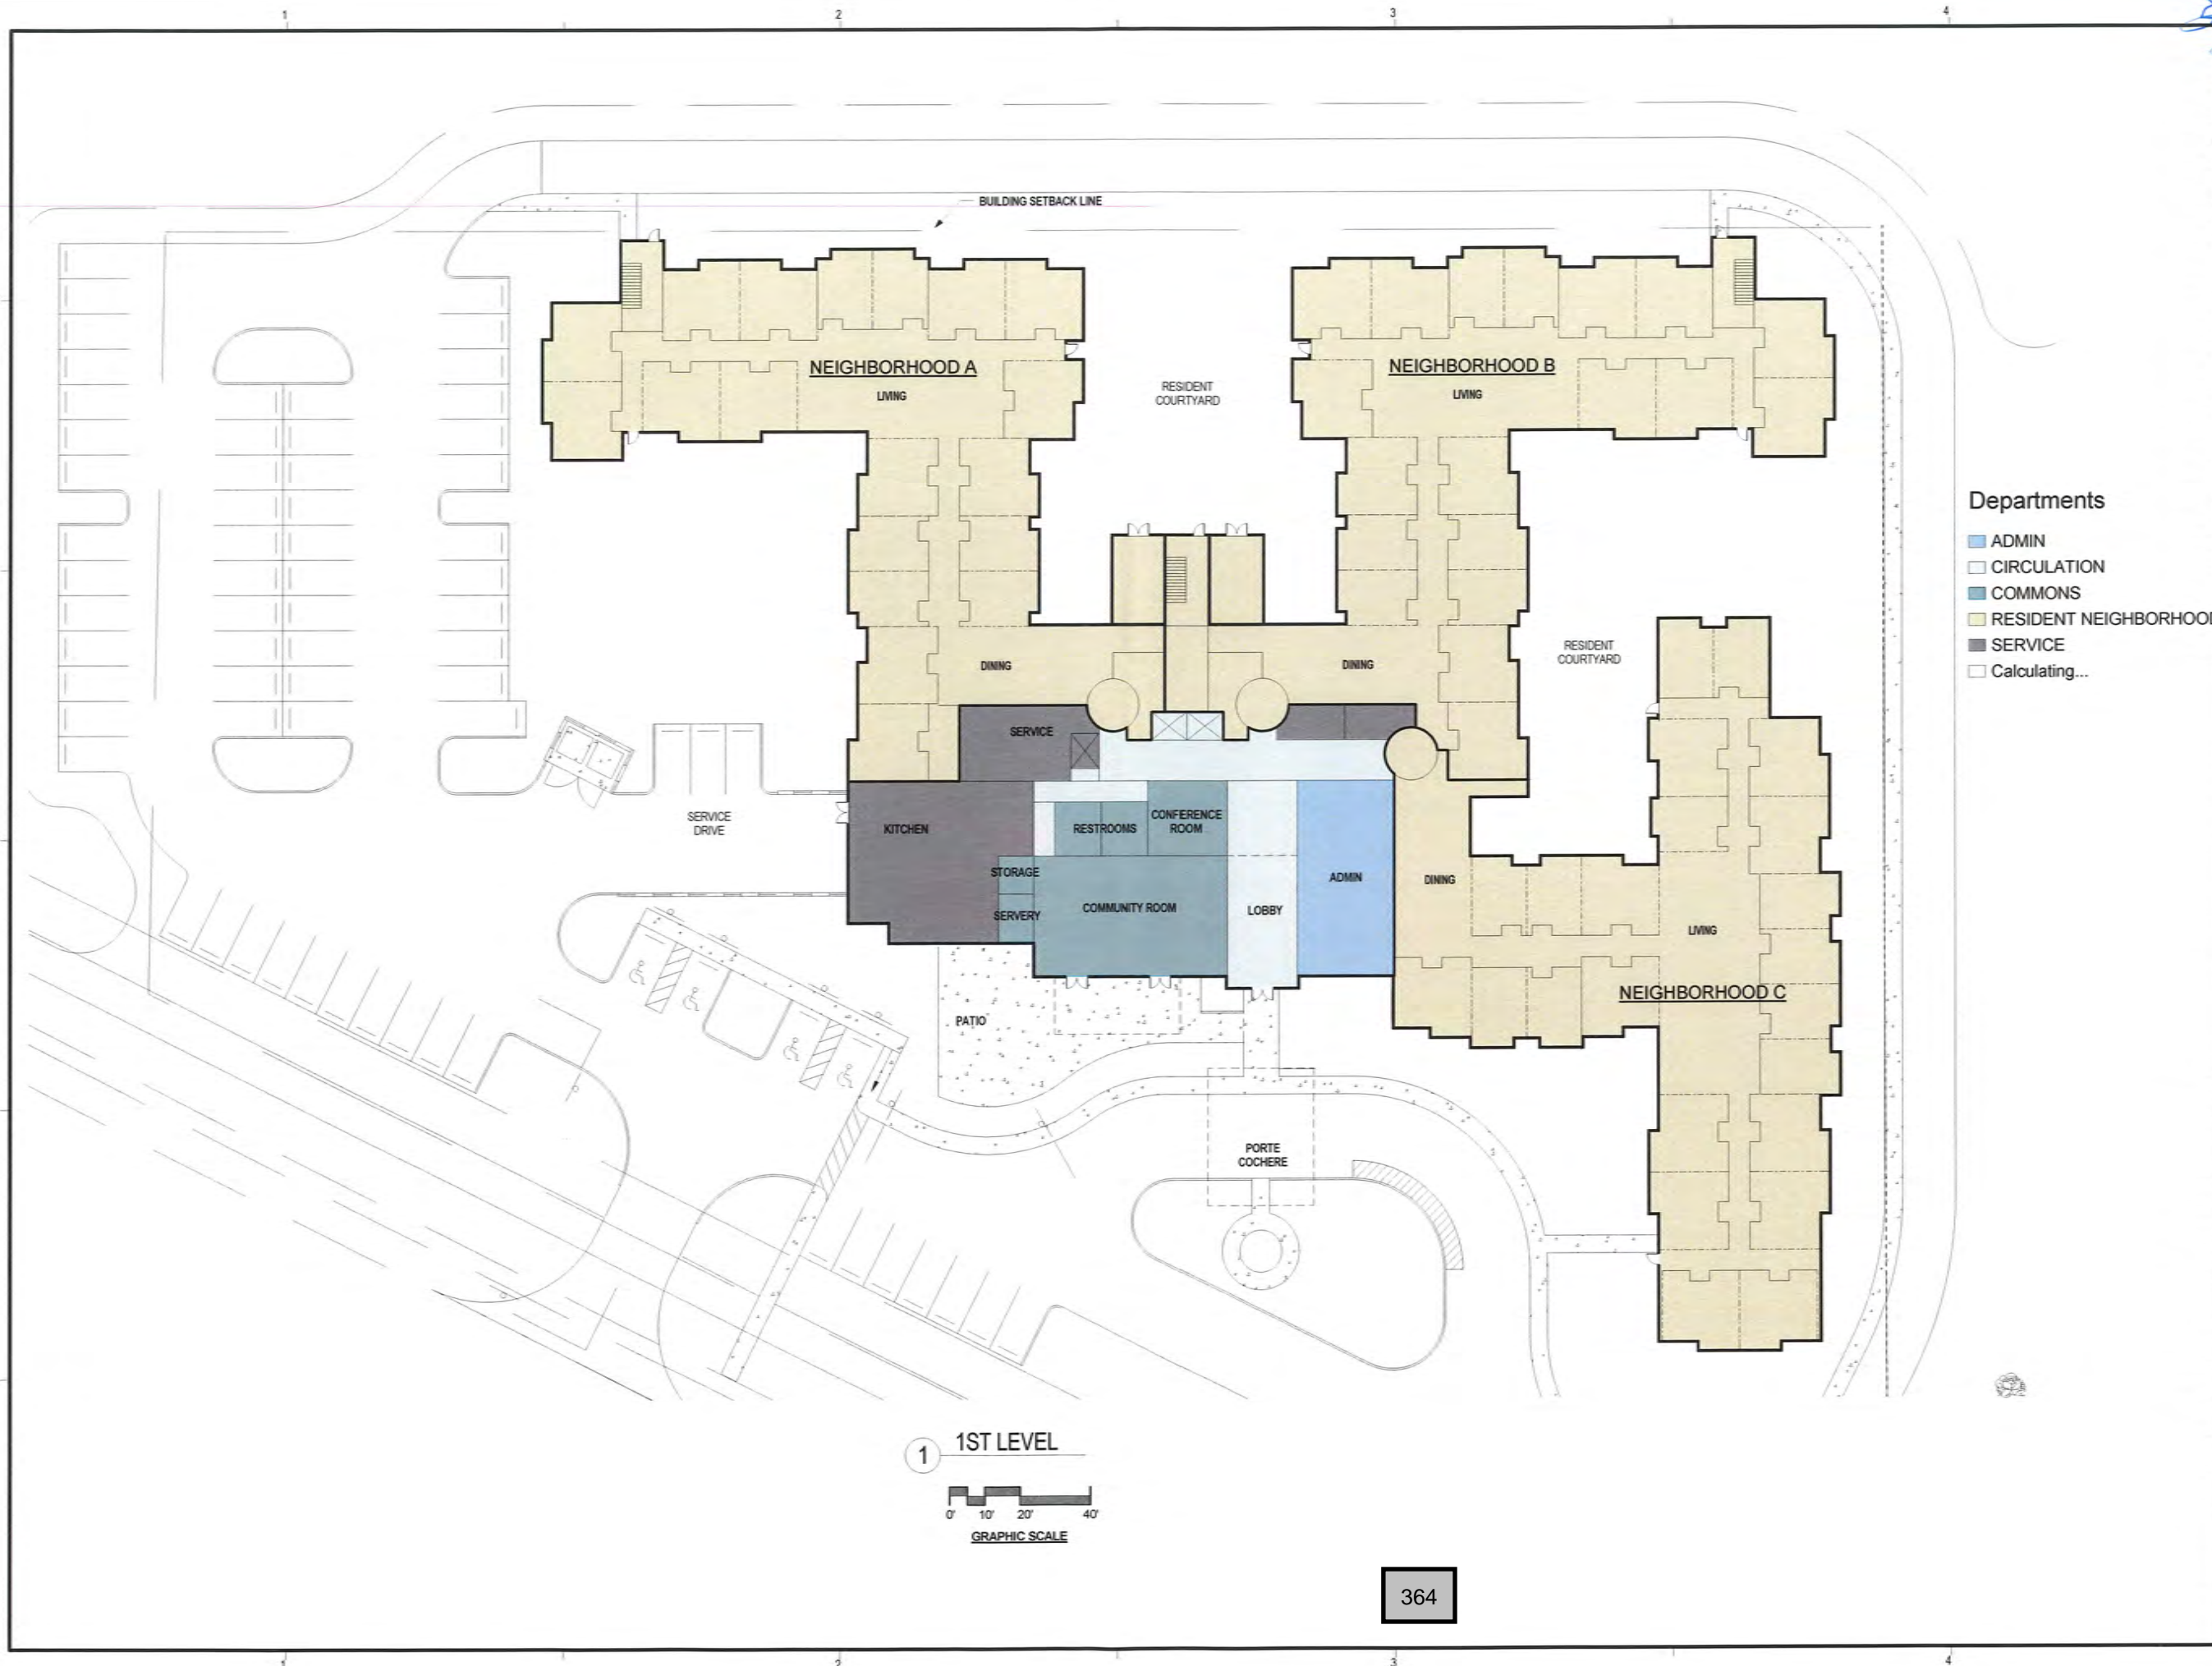 1
2
3
4
BUILDING SETBACK LINE
NEIGHBORHOOD A
LIVING
RESIDENT
COURTYARD
NEIGHBORHOOD B
LIVING
Departments
ADMIN
CIRCULATION
COMMONS
RESIDENT NEIGHBORHOOD
SERVICE
Calculating...
DINING
DINING
RESIDENT
COURTYARD
SERVICE
SERVICE
DRIVE
KITCHEN
RESTROOMS
CONFERENCE
ROOM
STORAGE
SERVERY
COMMUNITY ROOM
LOBBY
ADMIN
DINING
LIVING
NEIGHBORHOOD C
PATIO
PORTE
COCHERE
1
1ST LEVEL
0'
10'
20'
40'
GRAPHIC SCALE
364
1
2
3
4